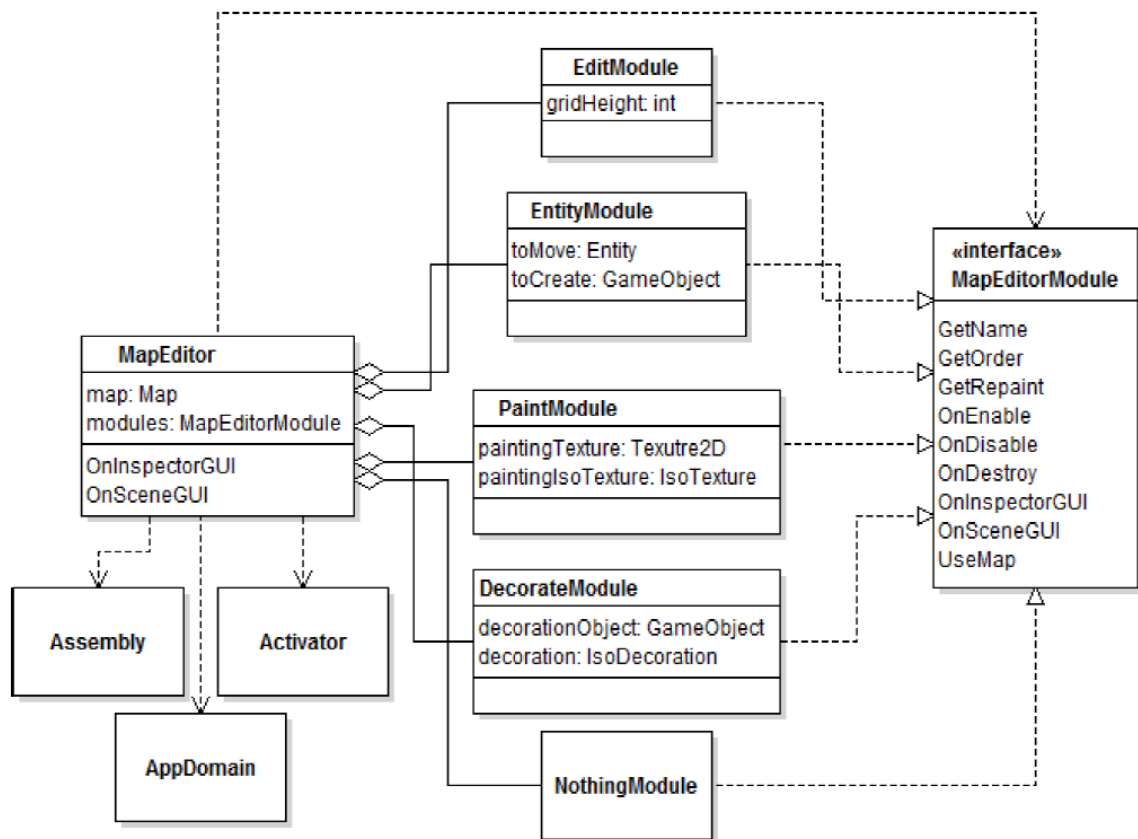 EditModule
gridHeight: int
EntityModule
toMove: Entity
toCreate: GameObject
«interface»
MapEditorModule
GetName
GetOrder
GetRepaint
OnEnable
OnDisable
OnDestroy
OnInspectorGUI
OnSceneGUI
UseMap
MapEditor
map: Map
modules: MapEditorModule
OnInspectorGUI
OnSceneGUI
PaintModule
paintingTexture: Texutre2D
paintingIsoTexture: IsoTexture
DecorateModule
decorationObject: GameObject
decoration: IsoDecoration
Assembly
Activator
AppDomain
NothingModule